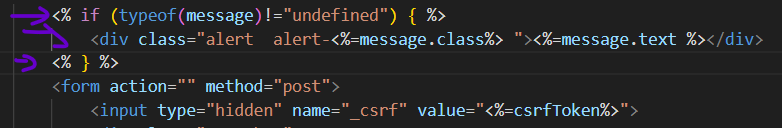 <% if (typeof(message)!="undefined") { %>
<div class="alert  alert-<%=message.class%> "><%=message.text %></div>
<% } %>
<form action="" method="post">
<input type="hidden" name="_csrf" value="<%=csrfToken%>">